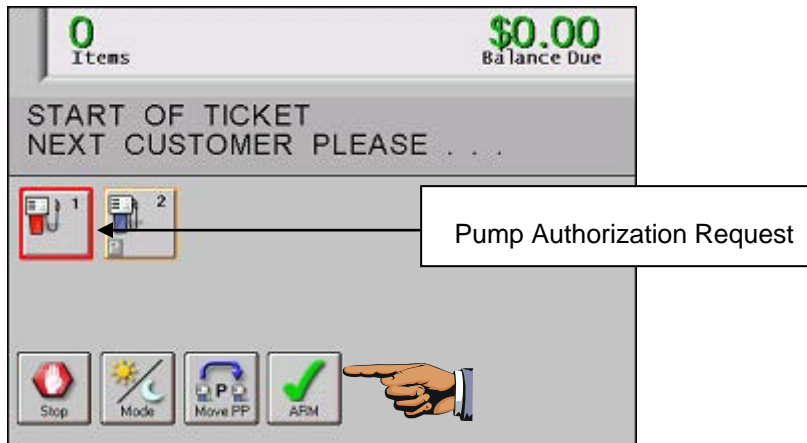 0 $0.00
Items Balance Due
START OF TICKET
NEXT CUSTOMER PLEASE . . .
1 2
Pump Authorization Request
P
Stop Mode Move PP ARM